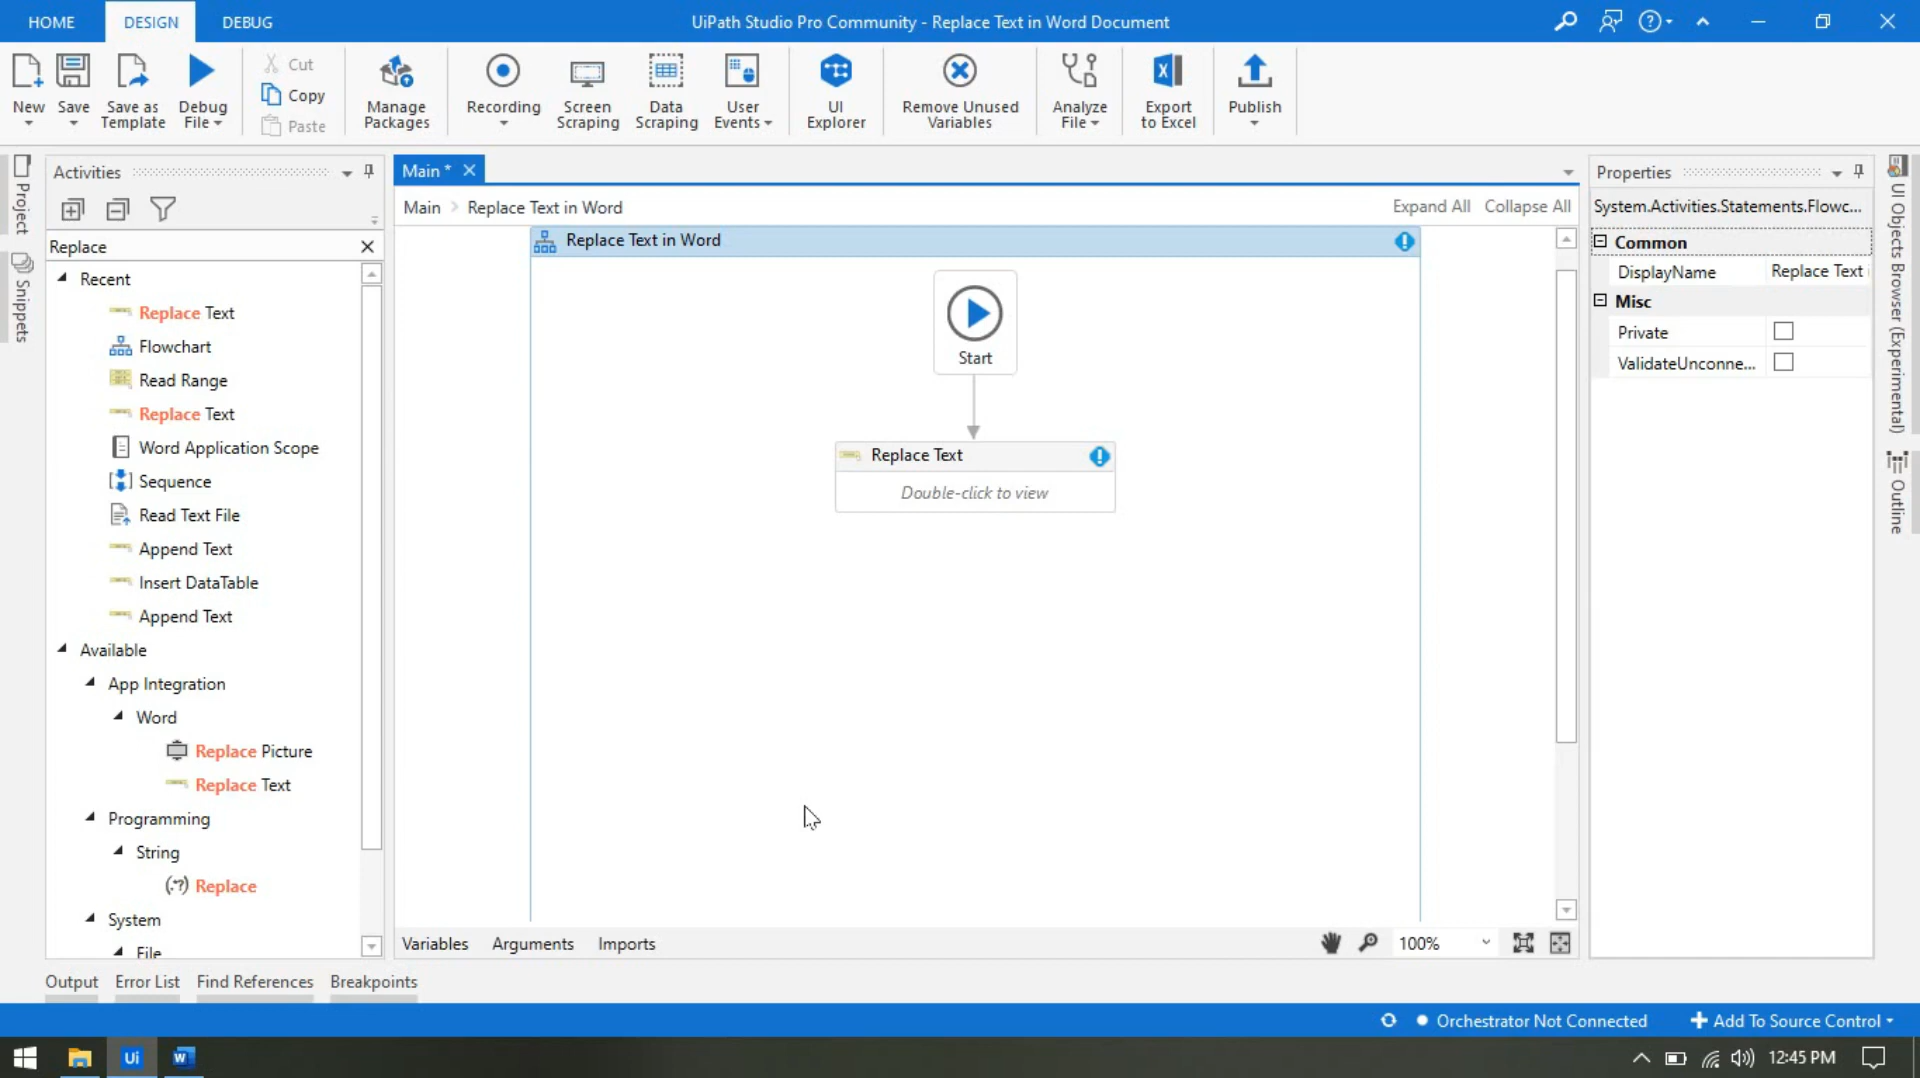 HOME DESIGN DEBUG UiPath Studio Pro Community - Replace Text in Word Document
New Save Save as Template Debug File Cut Copy Paste Manage Packages Recording Screen Scraping Data Scraping User Events UI Explorer Remove Unused Variables Analyze File Export to Excel Publish
Project
Snippets
Activities
Replace
Recent
Replace Text
Flowchart
Read Range
Replace Text
Word Application Scope
Sequence
Read Text File
Append Text
Insert DataTable
Append Text
Available
App Integration
Word
Replace Picture
Replace Text
Programming
String
(.*?) Replace
System
File
Main *
Main > Replace Text in Word Expand All Collapse All
Replace Text in Word
Start
Replace Text
Double-click to view
Variables Arguments Imports 100%
Properties
System.Activities.Statements.Flowc...
Common
DisplayName Replace Text i
Misc
Private
ValidateUnconne...
UI Objects Browser (Experimental)
Outline
Output Error List Find References Breakpoints
Orchestrator Not Connected Add To Source Control
Ui W 12:45 PM